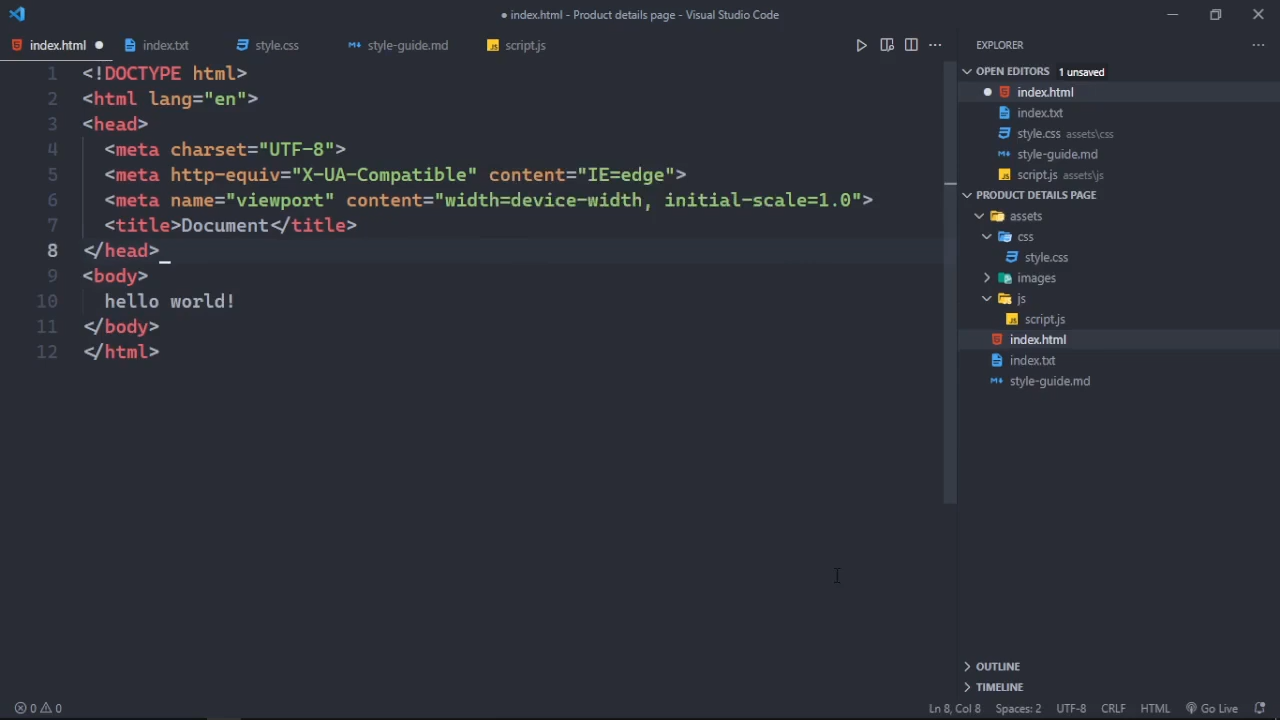 ● index.html - Product details page - Visual Studio Code
index.html
index.txt
style.css
style-guide.md
script.js
1 <!DOCTYPE html>
2 <html lang="en">
3 <head>
4 <meta charset="UTF-8">
5 <meta http-equiv="X-UA-Compatible" content="IE=edge">
6 <meta name="viewport" content="width=device-width, initial-scale=1.0">
7 <title>Document</title>
8 </head>
9 <body>
10 hello world!
11 </body>
12 </html>
EXPLORER
OPEN EDITORS 1 unsaved
index.html
index.txt
style.css assets\css
style-guide.md
script.js assets\js
PRODUCT DETAILS PAGE
assets
css
style.css
images
js
script.js
index.html
index.txt
style-guide.md
OUTLINE
TIMELINE
0 0
Ln 8, Col 8 Spaces: 2 UTF-8 CRLF HTML Go Live